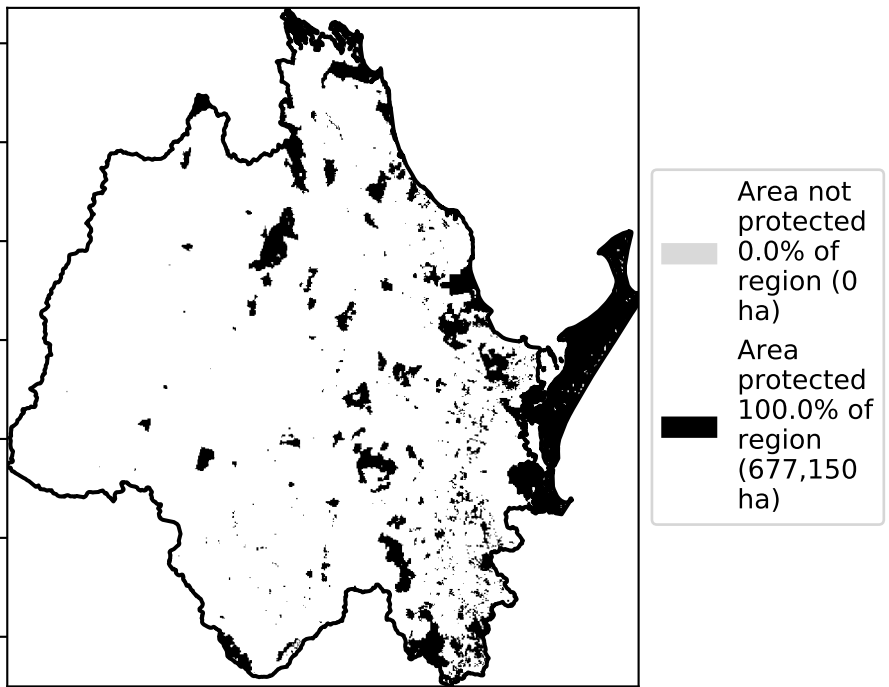 Area not
protected
0.0% of
region (0
ha)
Area
protected
100.0% of
region
(677,150
ha)